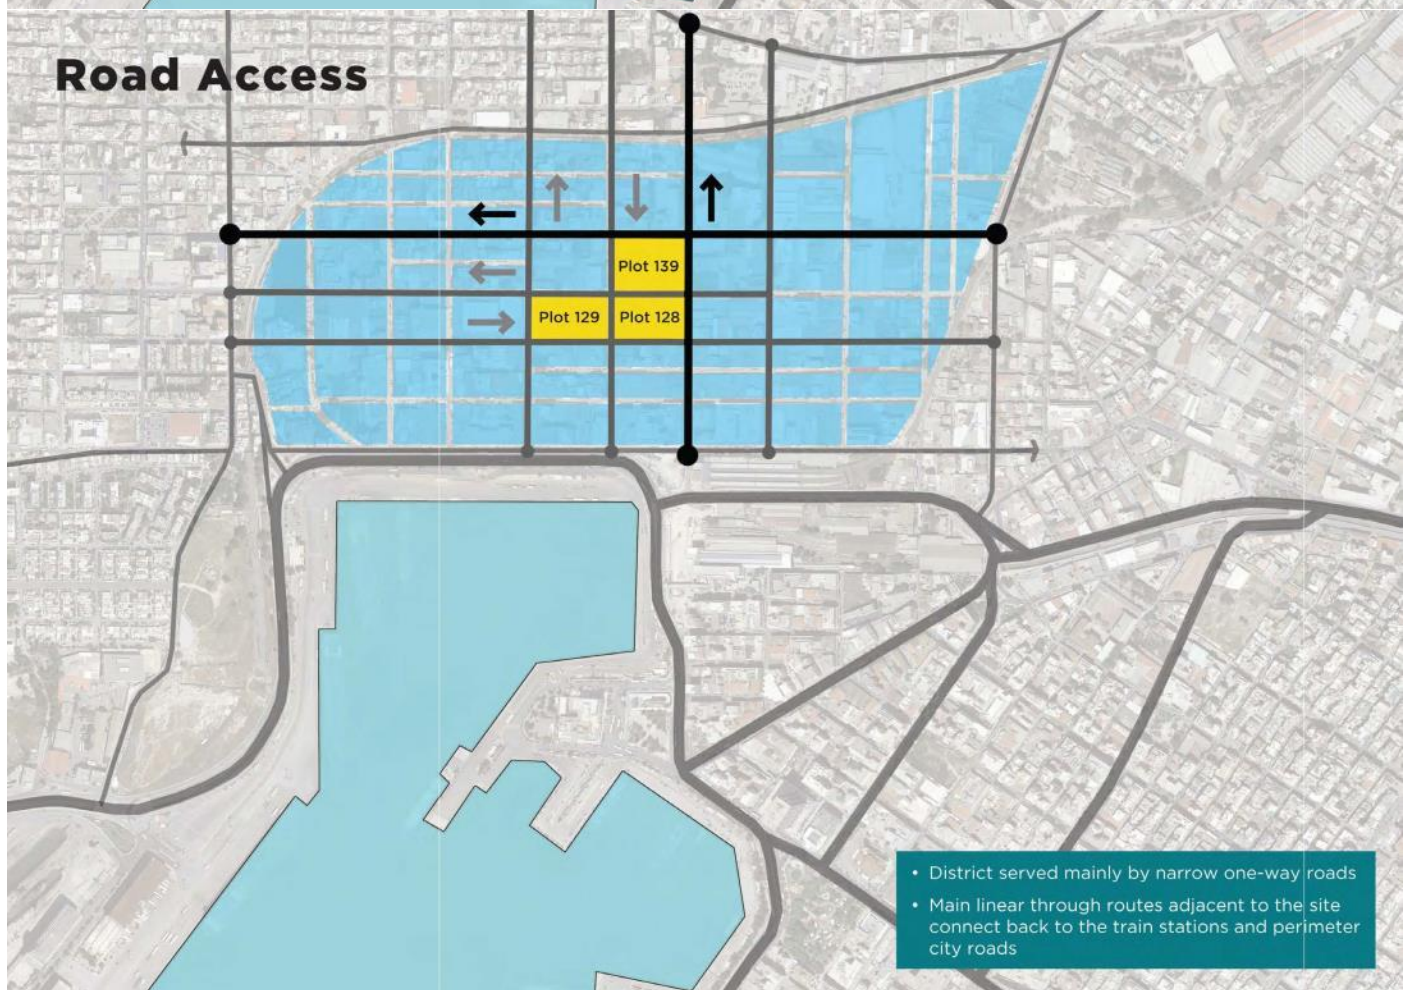 Road Access
Plot 139
Plot 129
Plot 128
• District served mainly by narrow one-way roads
• Main linear through routes adjacent to the site
connect back to the train stations and perimeter
city roads